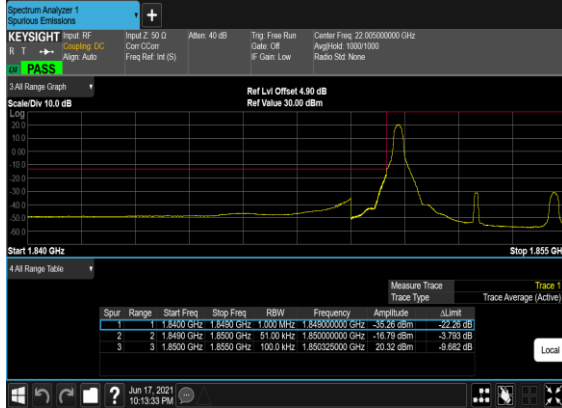 Spectrum Analyzer 1
Spurious Emissions
KEYSIGHT
R T
PASS
Input: RF
Coupling: DC
Align: Auto
Input Z: 50 Ω
Corr CCorr
Freq Ref: Int (S)
Atten: 40 dB
Trig: Free Run
Gate: Off
IF Gain: Low
Center Freq: 22.005000000 GHz
Avg|Hold: 1000/1000
Radio Std: None
3 All Range Graph
Scale/Div 10.0 dB
Ref Lvl Offset 4.90 dB
Ref Value 30.00 dBm
Log
20.0
10.0
0.00
-10.0
-20.0
-30.0
-40.0
-50.0
-60.0
Start 1.840 GHz
Stop 1.855 GH
4 All Range Table
Measure Trace Trace 1
Trace Type Trace Average (Active)
Spur Range Start Freq Stop Freq RBW Frequency Amplitude ΔLimit
1 1 1.8400 GHz 1.8490 GHz 1.000 MHz 1.849000000 GHz -35.26 dBm -22.26 dB
2 2 1.8490 GHz 1.8500 GHz 51.00 kHz 1.850000000 GHz -16.79 dBm -3.793 dB
3 3 1.8500 GHz 1.8550 GHz 100.0 kHz 1.850325000 GHz 20.32 dBm -9.682 dB
Local
Jun 17, 2021
10:13:33 PM